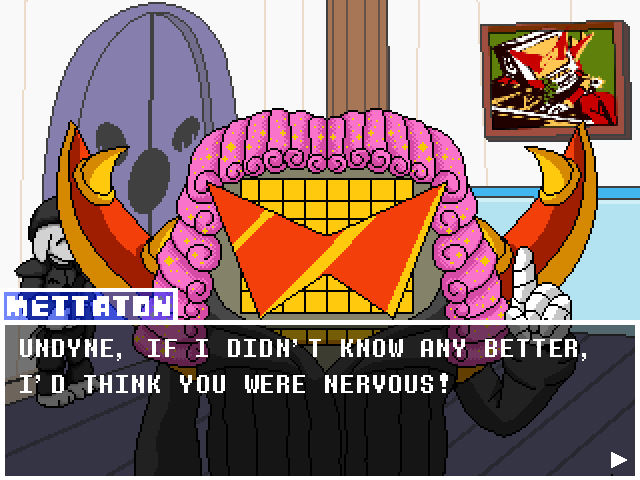 METTATON
UNDYNE, IF I DIDN'T KNOW ANY BETTER,
I'D THINK YOU WERE NERVOUS!